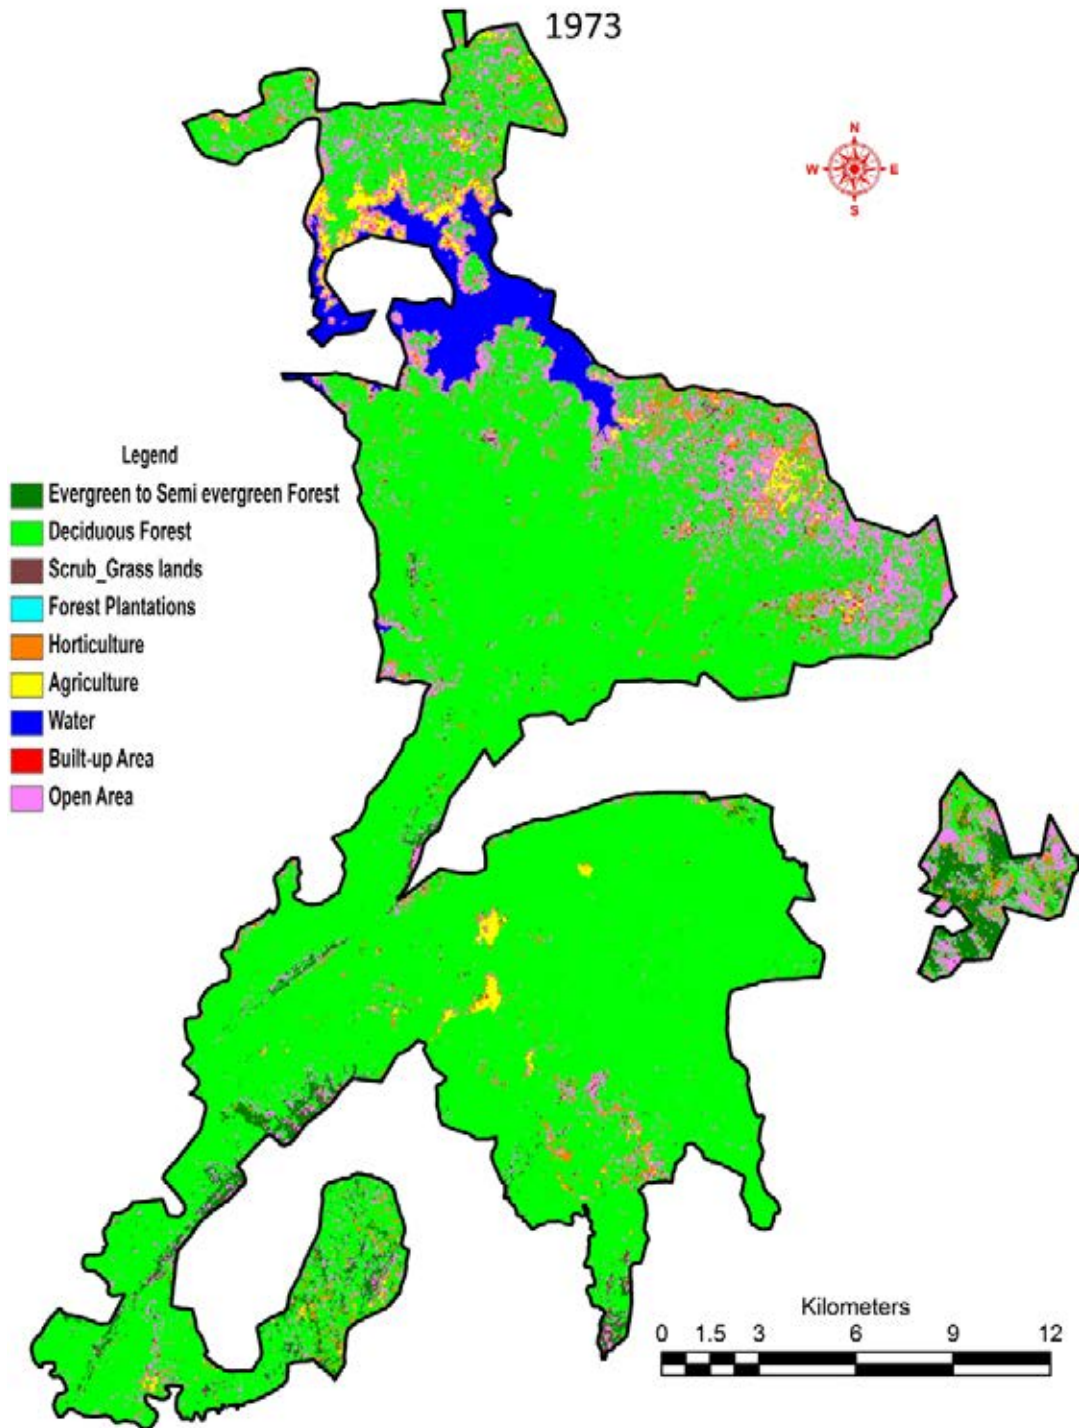 1973
N
W E
S
Legend
Evergreen to Semi evergreen Forest
Deciduous Forest
Scrub_Grass lands
Forest Plantations
Horticulture
Agriculture
Water
Built-up Area
Open Area
Kilometers
0 1.5 3 6 9 12